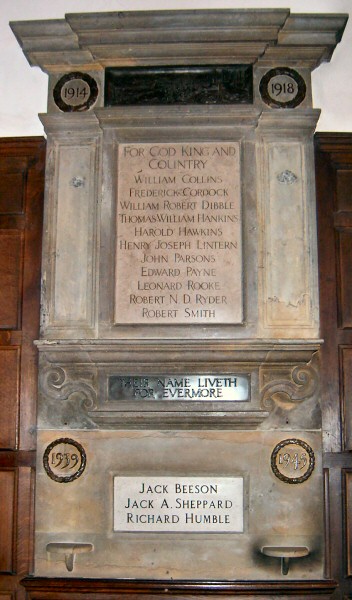 1914
1918
FOR GOD KING AND
COUNTRY
WILLIAM COLLINS
FREDERICK CORDOCK
WILLIAM ROBERT DIBBLE
THOMAS WILLIAM HANKINS
HAROLD HAWKINS
HENRY JOSEPH LINTERN
JOHN PARSONS
EDWARD PAYNE
LEONARD ROOKE
ROBERT N D RYDER
ROBERT SMITH
NAME LIVETH
FOR EVERMORE
1939
1945
JACK BEESON
JACK A. SHEPPARD
RICHARD HUMBLE